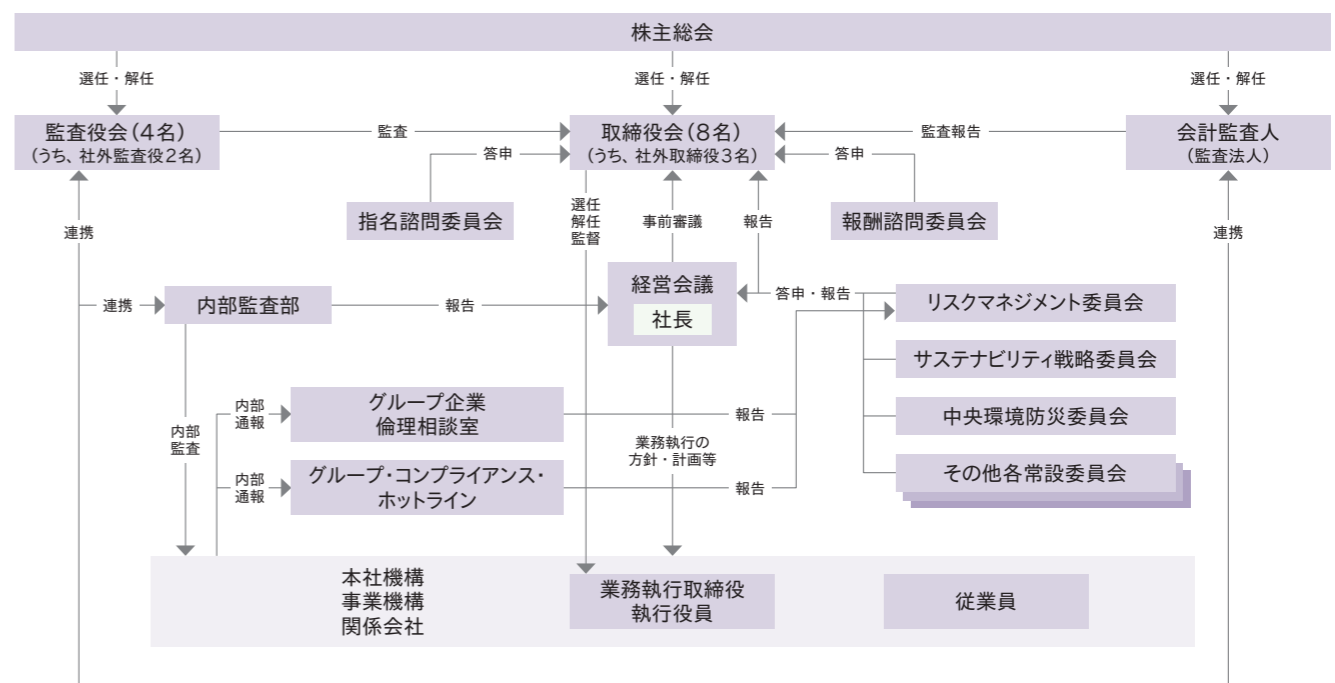 株主総会
選任・解任
選任・解任
選任・解任
監査役会(4名)
(うち、社外監査役2名)
監査
取締役会(8名)
(うち、社外取締役3名)
監査報告
会計監査人
(監査法人)
答申
答申
指名諮問委員会
選任
解任
監督
事前審議
報告
報酬諮問委員会
連携
連携
連携
内部監査部
報告
経営会議
社長
答申・報告
リスクマネジメント委員会
サステナビリティ戦略委員会
中央環境防災委員会
その他各常設委員会
内部
監査
内部
通報
グループ企業
倫理相談室
報告
業務執行の
方針・計画等
内部
通報
グループ・コンプライアンス・
ホットライン
報告
本社機構
事業機構
関係会社
業務執行取締役
執行役員
従業員